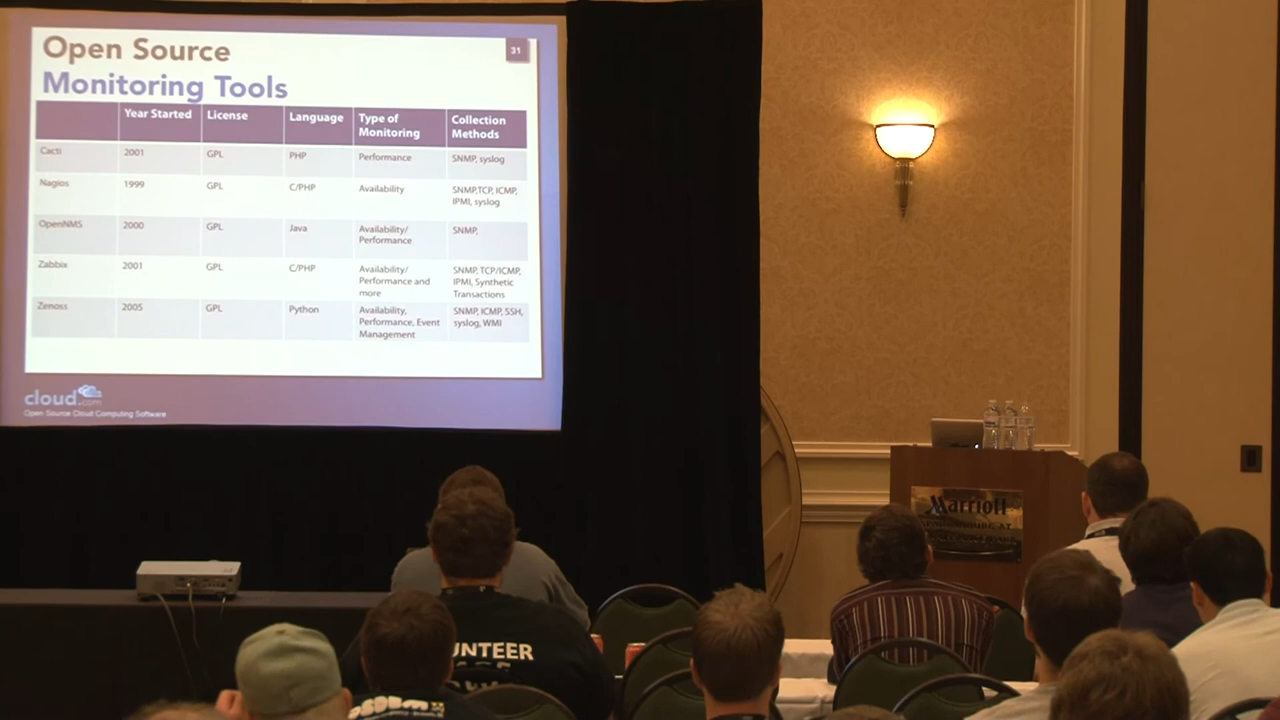 Open Source
31
Monitoring Tools
Year Started License Language Type of Monitoring Collection Methods
Cacti 2001 GPL PHP Performance SNMP, syslog
Nagios 1999 GPL C/PHP Availability SNMP,TCP, ICMP, IPMI, syslog
OpenNMS 2000 GPL Java Availability/ Performance SNMP,
Zabbix 2001 GPL C/PHP Availability/ Performance and more SNMP, TCP/ICMP, IPMI, Synthetic Transactions
Zenoss 2005 GPL Python Availability, Performance, Event Management SNMP, ICMP, SSH, syslog, WMI
cloud.com
Open Source Cloud Computing Software
Marriott
UNTEER